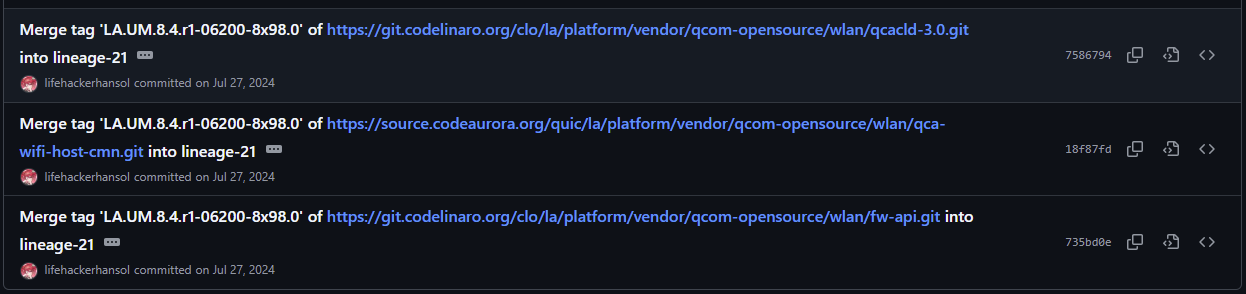 Merge tag 'LA.UM.8.4.r1-06200-8x98.0' of https://git.codelinaro.org/clo/la/platform/vendor/qcom-opensource/wlan/qcacld-3.0.git
into lineage-21
7586794
lifehackerhansol committed on Jul 27, 2024
Merge tag 'LA.UM.8.4.r1-06200-8x98.0' of https://source.codeaurora.org/quic/la/platform/vendor/qcom-opensource/wlan/qca-
wifi-host-cmn.git into lineage-21
18f87fd
lifehackerhansol committed on Jul 27, 2024
Merge tag 'LA.UM.8.4.r1-06200-8x98.0' of https://git.codelinaro.org/clo/la/platform/vendor/qcom-opensource/wlan/fw-api.git into
lineage-21
735bd0e
lifehackerhansol committed on Jul 27, 2024